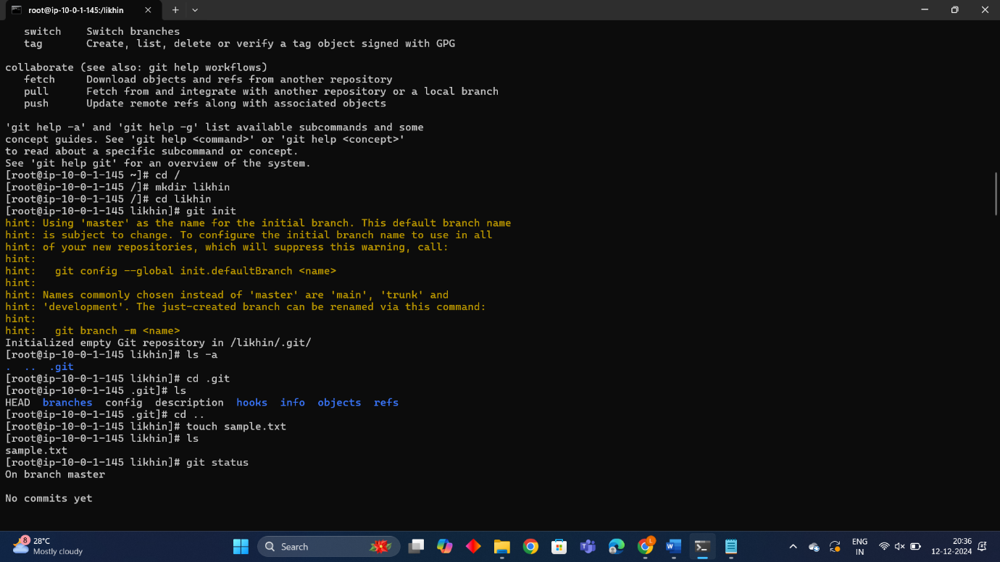 root@ip-10-0-1-145:/likhin
switch    Switch branches
tag       Create, list, delete or verify a tag object signed with GPG
collaborate (see also: git help workflows)
fetch     Download objects and refs from another repository
pull      Fetch from and integrate with another repository or a local branch
push      Update remote refs along with associated objects
'git help -a' and 'git help -g' list available subcommands and some
concept guides. See 'git help <command>' or 'git help <concept>'
to read about a specific subcommand or concept.
See 'git help git' for an overview of the system.
[root@ip-10-0-1-145 ~]# cd /
[root@ip-10-0-1-145 /]# mkdir likhin
[root@ip-10-0-1-145 /]# cd likhin
[root@ip-10-0-1-145 likhin]# git init
hint: Using 'master' as the name for the initial branch. This default branch name
hint: is subject to change. To configure the initial branch name to use in all
hint: of your new repositories, which will suppress this warning, call:
hint:
hint:   git config --global init.defaultBranch <name>
hint:
hint: Names commonly chosen instead of 'master' are 'main', 'trunk' and
hint: 'development'. The just-created branch can be renamed via this command:
hint:
hint:   git branch -m <name>
Initialized empty Git repository in /likhin/.git/
[root@ip-10-0-1-145 likhin]# ls -a
.  ..  .git
[root@ip-10-0-1-145 likhin]# cd .git
[root@ip-10-0-1-145 .git]# ls
HEAD  branches  config  description  hooks  info  objects  refs
[root@ip-10-0-1-145 .git]# cd ..
[root@ip-10-0-1-145 likhin]# touch sample.txt
[root@ip-10-0-1-145 likhin]# ls
sample.txt
[root@ip-10-0-1-145 likhin]# git status
On branch master
No commits yet
8
28°C
Mostly cloudy
Search
L
W
ENG
IN
20:36
12-12-2024